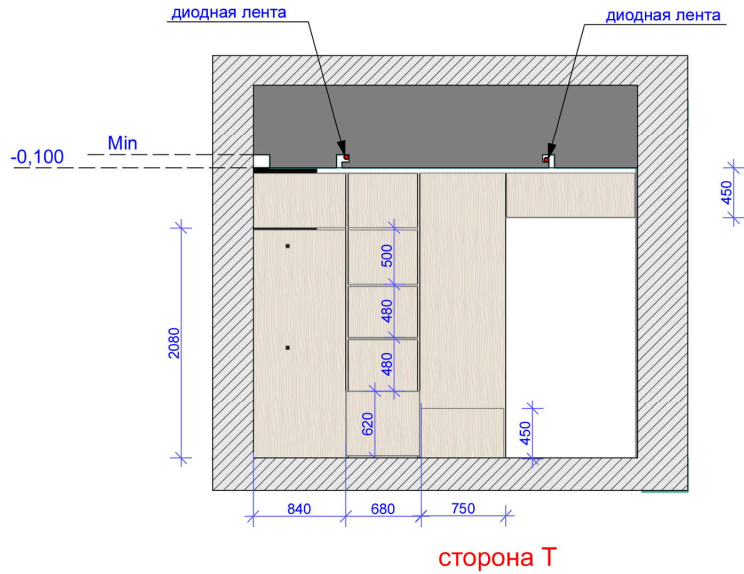 диодная лента
диодная лента
Min
-0,100
450
500
2080
480
480
620
450
840
680
750
сторона Т